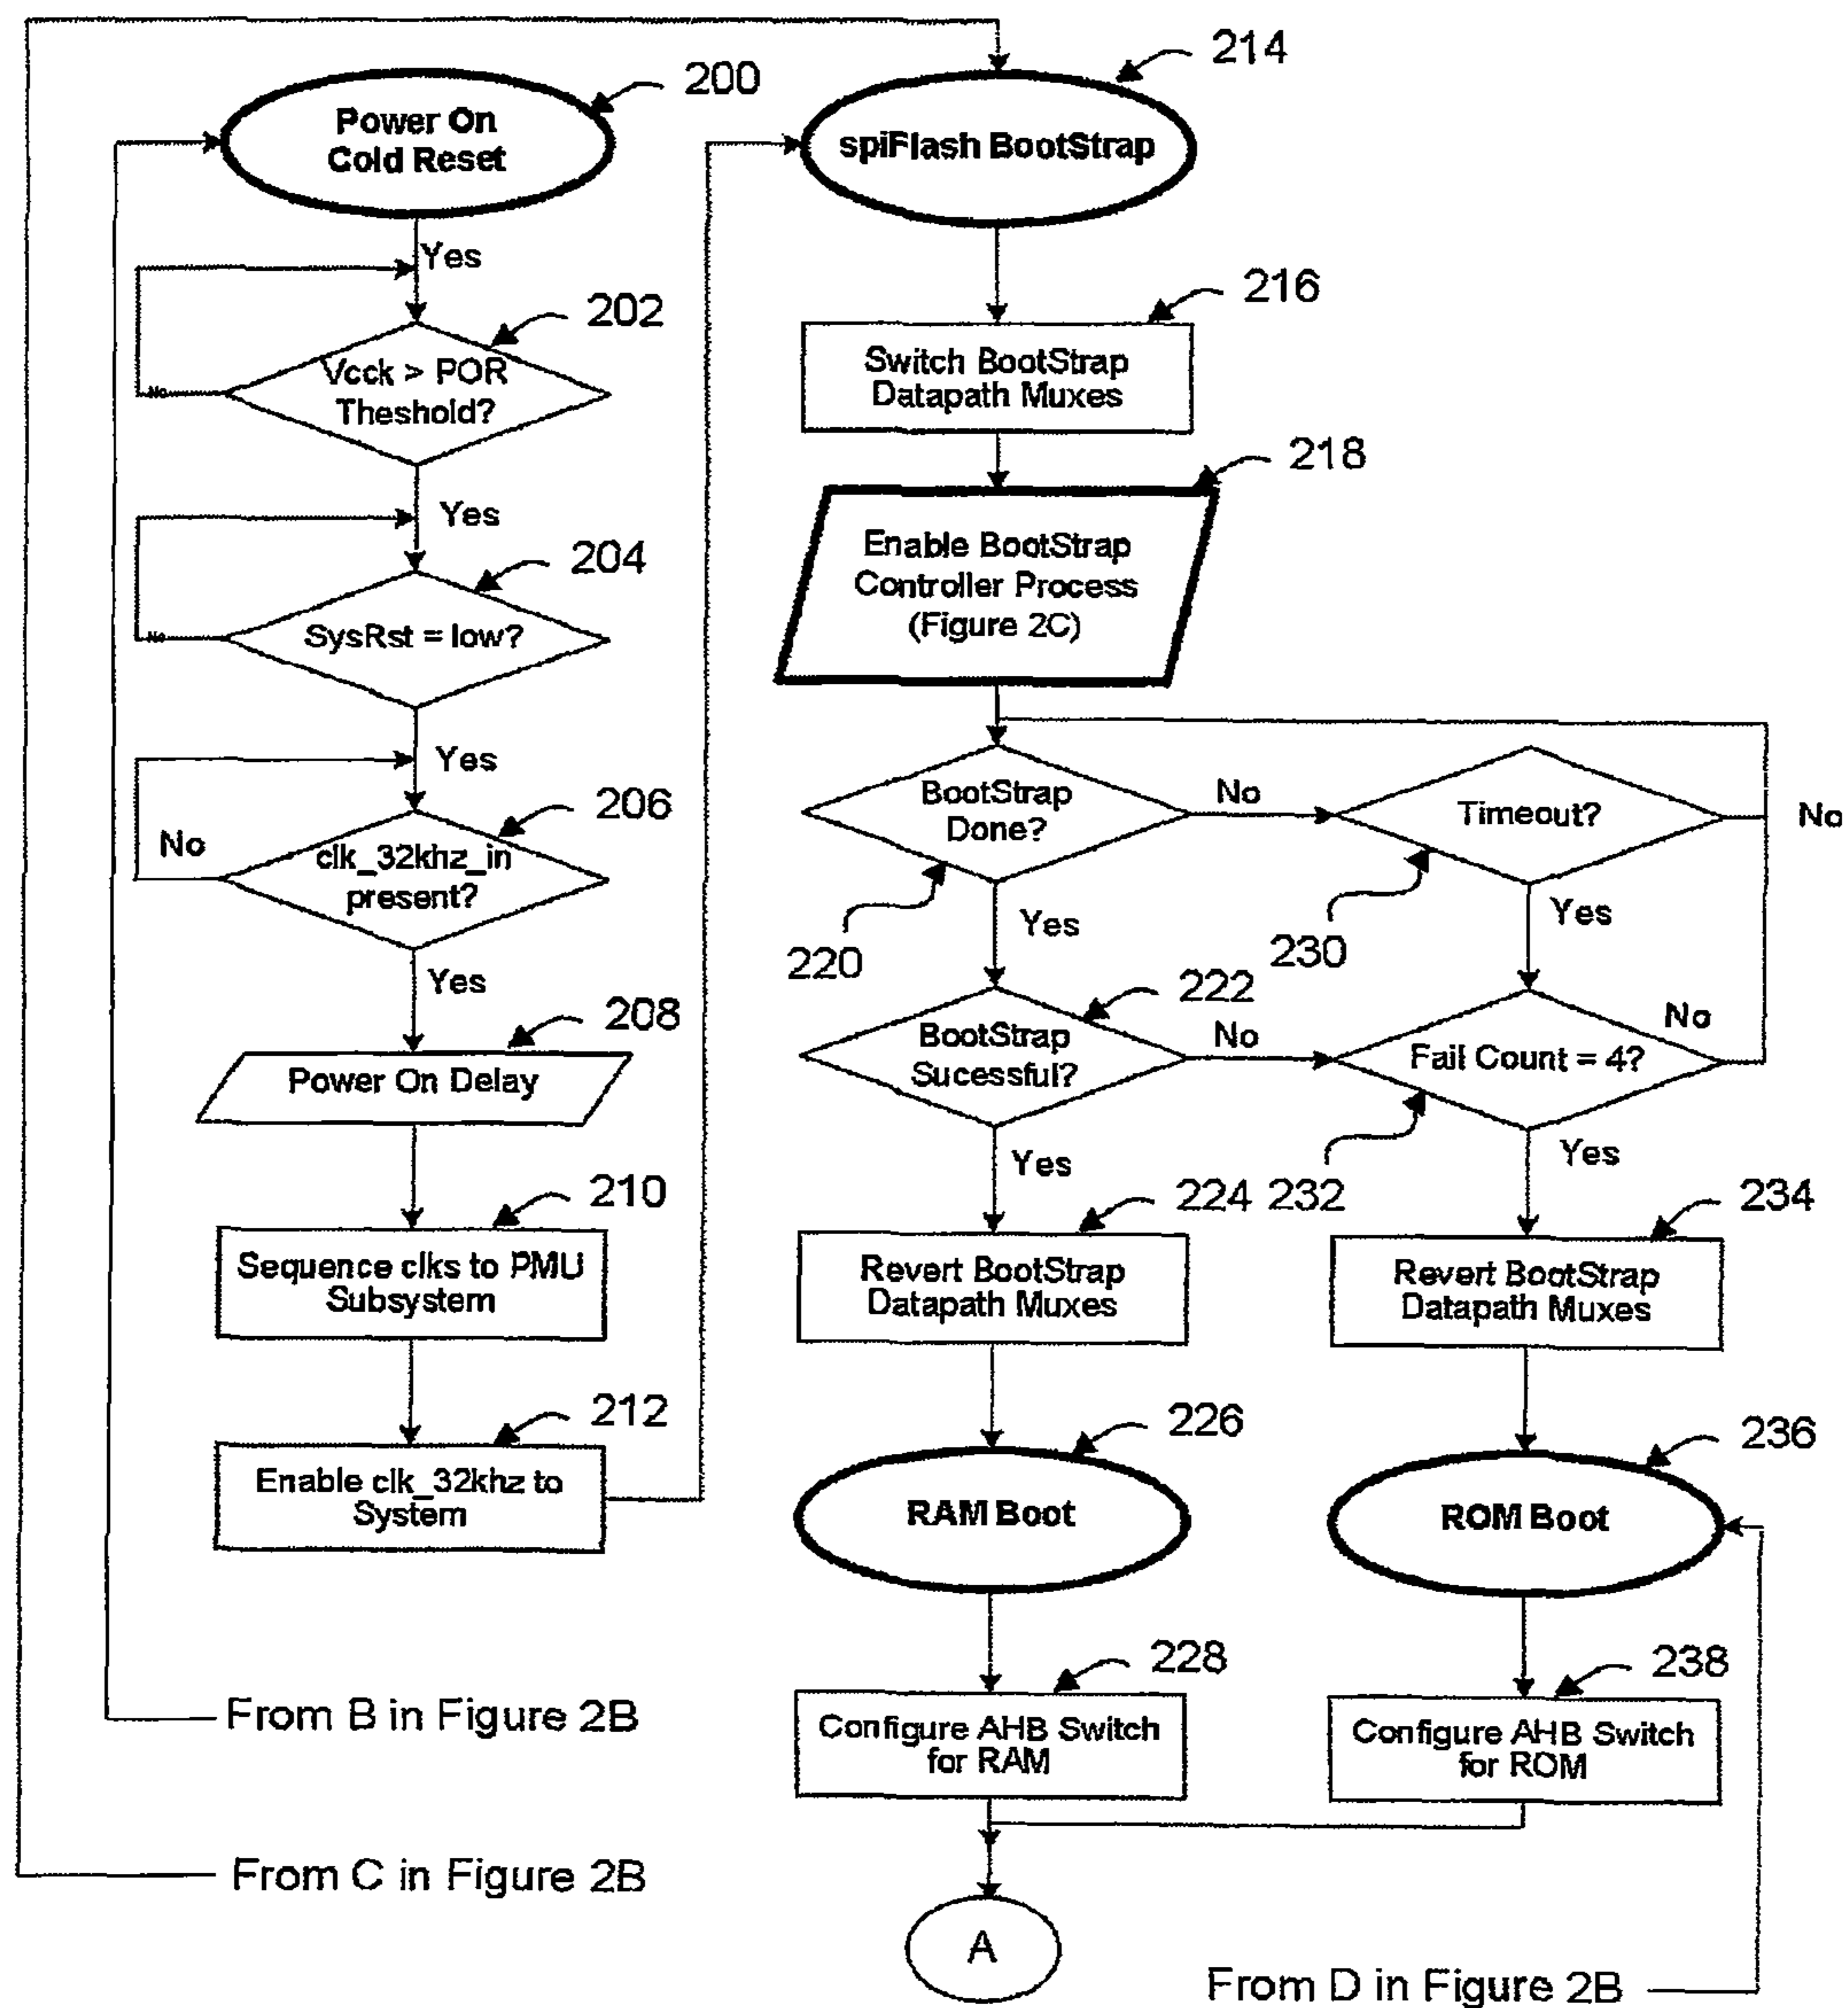 200
Power On
Cold Reset
Yes
202
Vcck > POR
Theshold?
No
Yes
204
SysRst = low?
No
Yes
206
clk_32khz_in
present?
No
Yes
208
Power On Delay
210
Sequence clks to PMU
Subsystem
212
Enable clk_32khz to
System
From B in Figure 2B
From C in Figure 2B
214
spiFlash BootStrap
216
Switch BootStrap
Datapath Muxes
218
Enable BootStrap
Controller Process
(Figure 2C)
BootStrap
Done?
No
Timeout?
No
220
Yes
230
Yes
222
BootStrap
Sucessful?
No
Fail Count = 4?
No
Yes
232
Yes
224
Revert BootStrap
Datapath Muxes
234
Revert BootStrap
Datapath Muxes
226
RAM Boot
236
ROM Boot
228
Configure AHB Switch
for RAM
238
Configure AHB Switch
for ROM
A
From D in Figure 2B